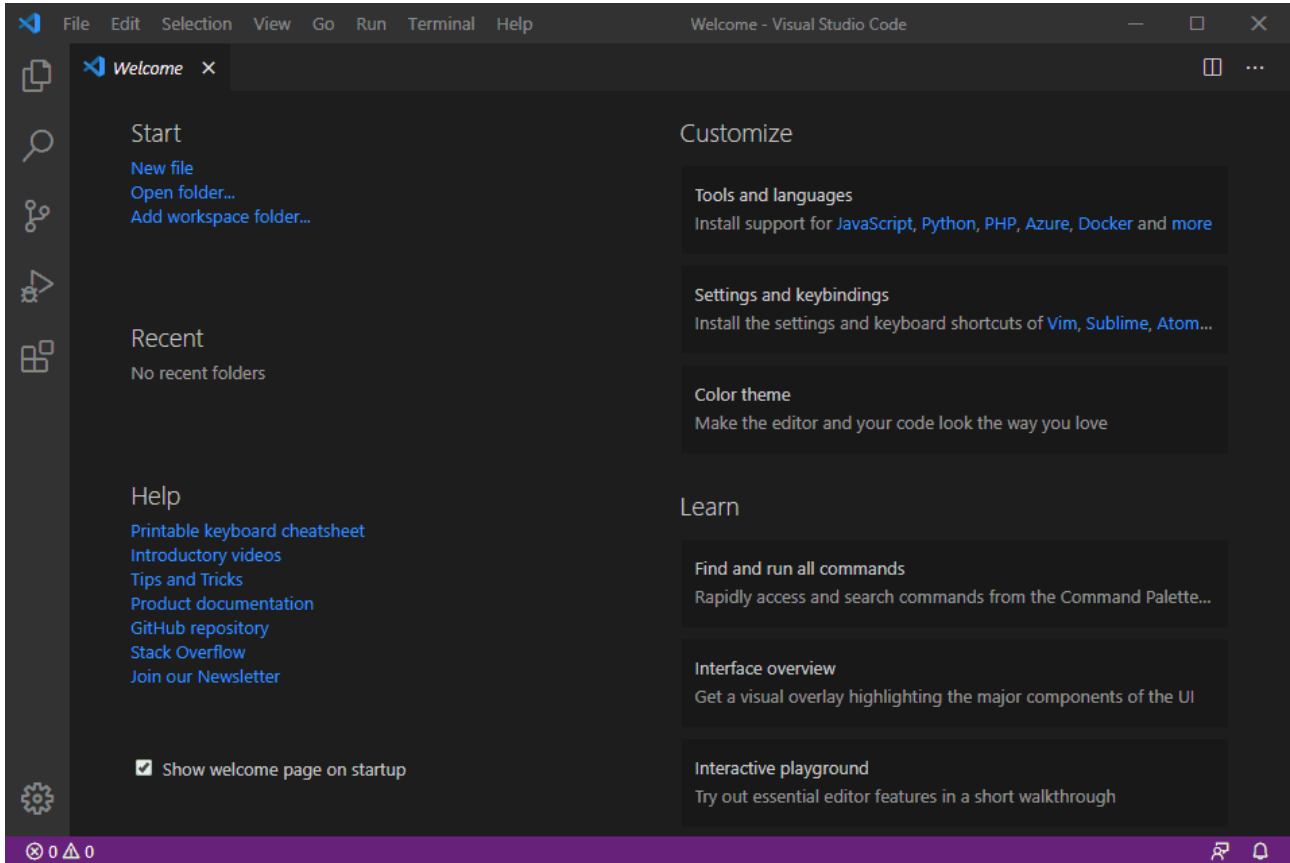 File Edit Selection View Go Run Terminal Help Welcome - Visual Studio Code
Welcome
Start
New file
Open folder...
Add workspace folder...
Recent
No recent folders
Help
Printable keyboard cheatsheet
Introductory videos
Tips and Tricks
Product documentation
GitHub repository
Stack Overflow
Join our Newsletter
Show welcome page on startup
Customize
Tools and languages
Install support for JavaScript, Python, PHP, Azure, Docker and more
Settings and keybindings
Install the settings and keyboard shortcuts of Vim, Sublime, Atom...
Color theme
Make the editor and your code look the way you love
Learn
Find and run all commands
Rapidly access and search commands from the Command Palette...
Interface overview
Get a visual overlay highlighting the major components of the UI
Interactive playground
Try out essential editor features in a short walkthrough
0 0